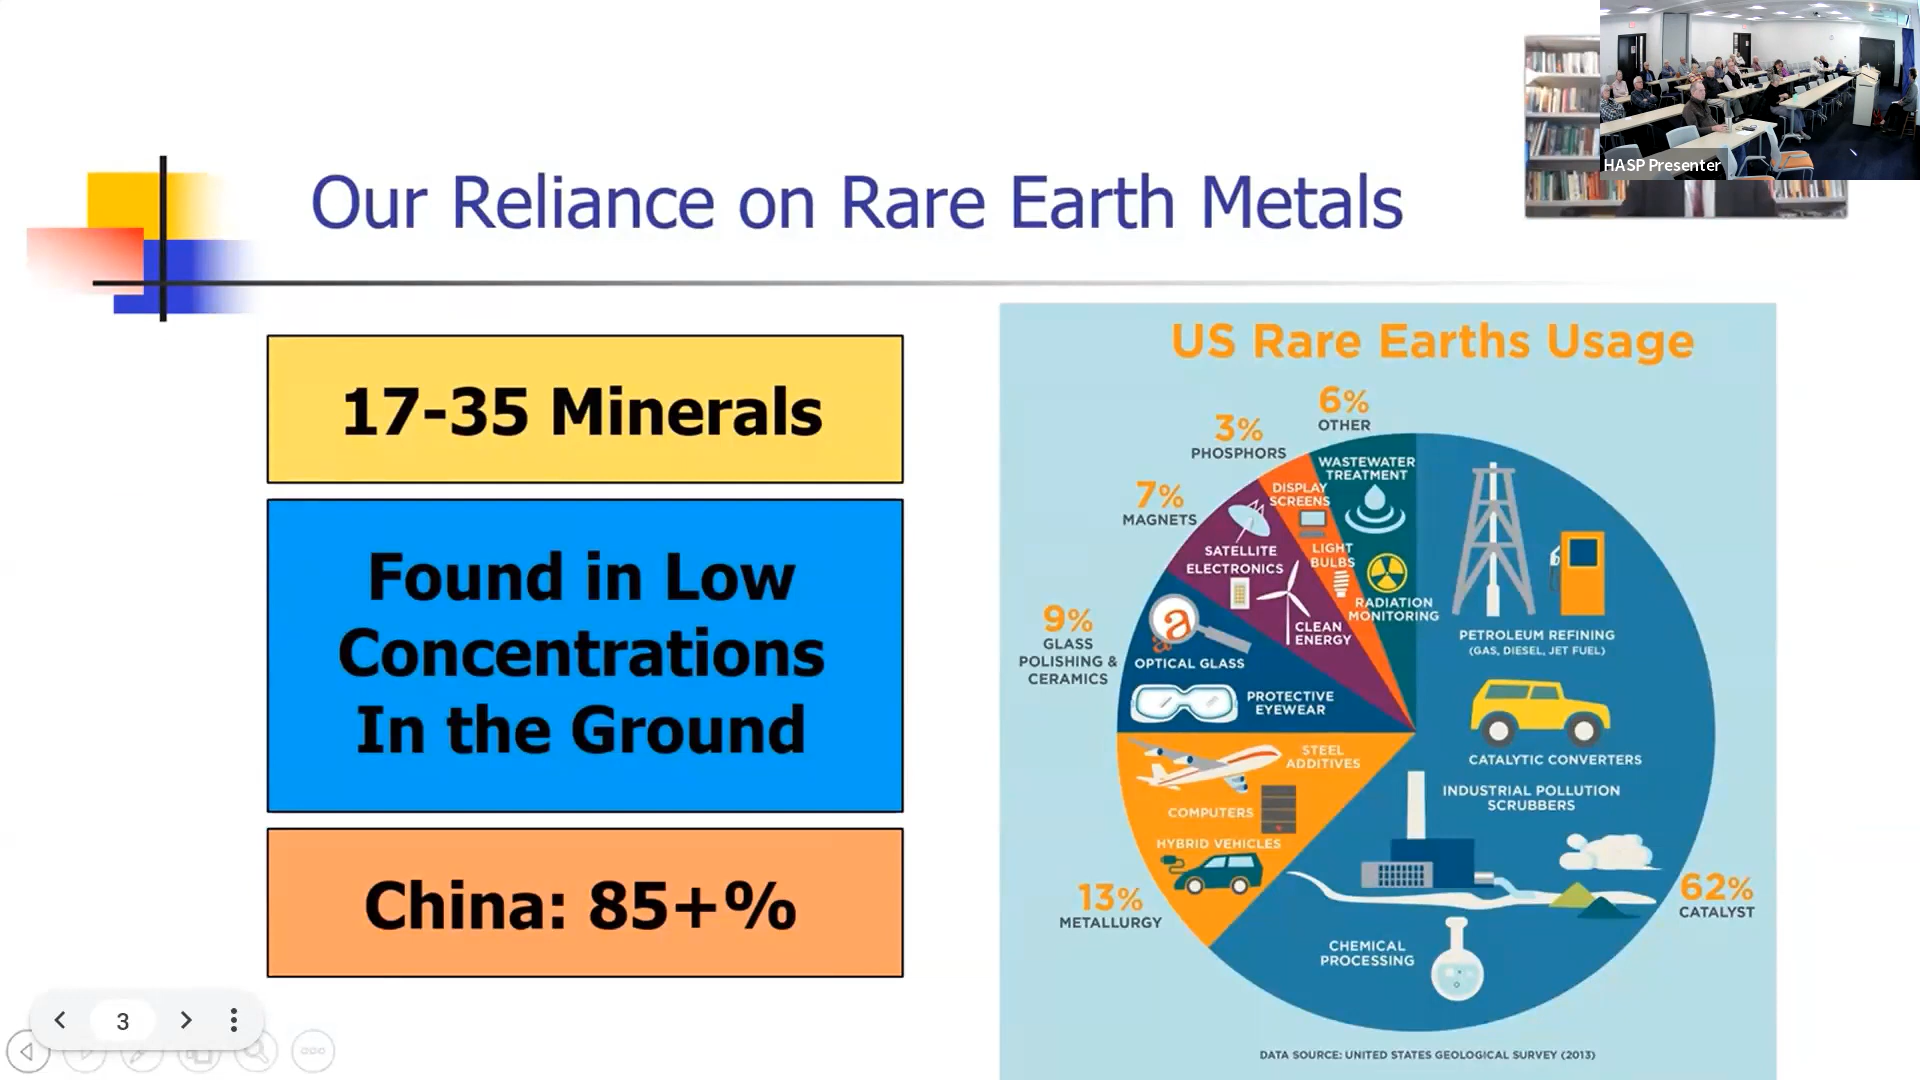 HASP Presenter
Our Reliance on Rare Earth Metals
17-35 Minerals
Found in Low
Concentrations
In the Ground
China: 85+%
US Rare Earths Usage
6%
OTHER
3%
PHOSPHORS
7%
MAGNETS
9%
GLASS
POLISHING &
CERAMICS
13%
METALLURGY
62%
CATALYST
WASTEWATER
TREATMENT
RADIATION
MONITORING
DISPLAY
SCREENS
LIGHT
BULBS
SATELLITE
ELECTRONICS
CLEAN
ENERGY
a
OPTICAL GLASS
PROTECTIVE
EYEWEAR
STEEL
ADDITIVES
COMPUTERS
HYBRID VEHICLES
PETROLEUM REFINING
(GAS, DIESEL, JET FUEL)
CATALYTIC CONVERTERS
INDUSTRIAL POLLUTION
SCRUBBERS
CHEMICAL
PROCESSING
DATA SOURCE: UNITED STATES GEOLOGICAL SURVEY (2013)
3